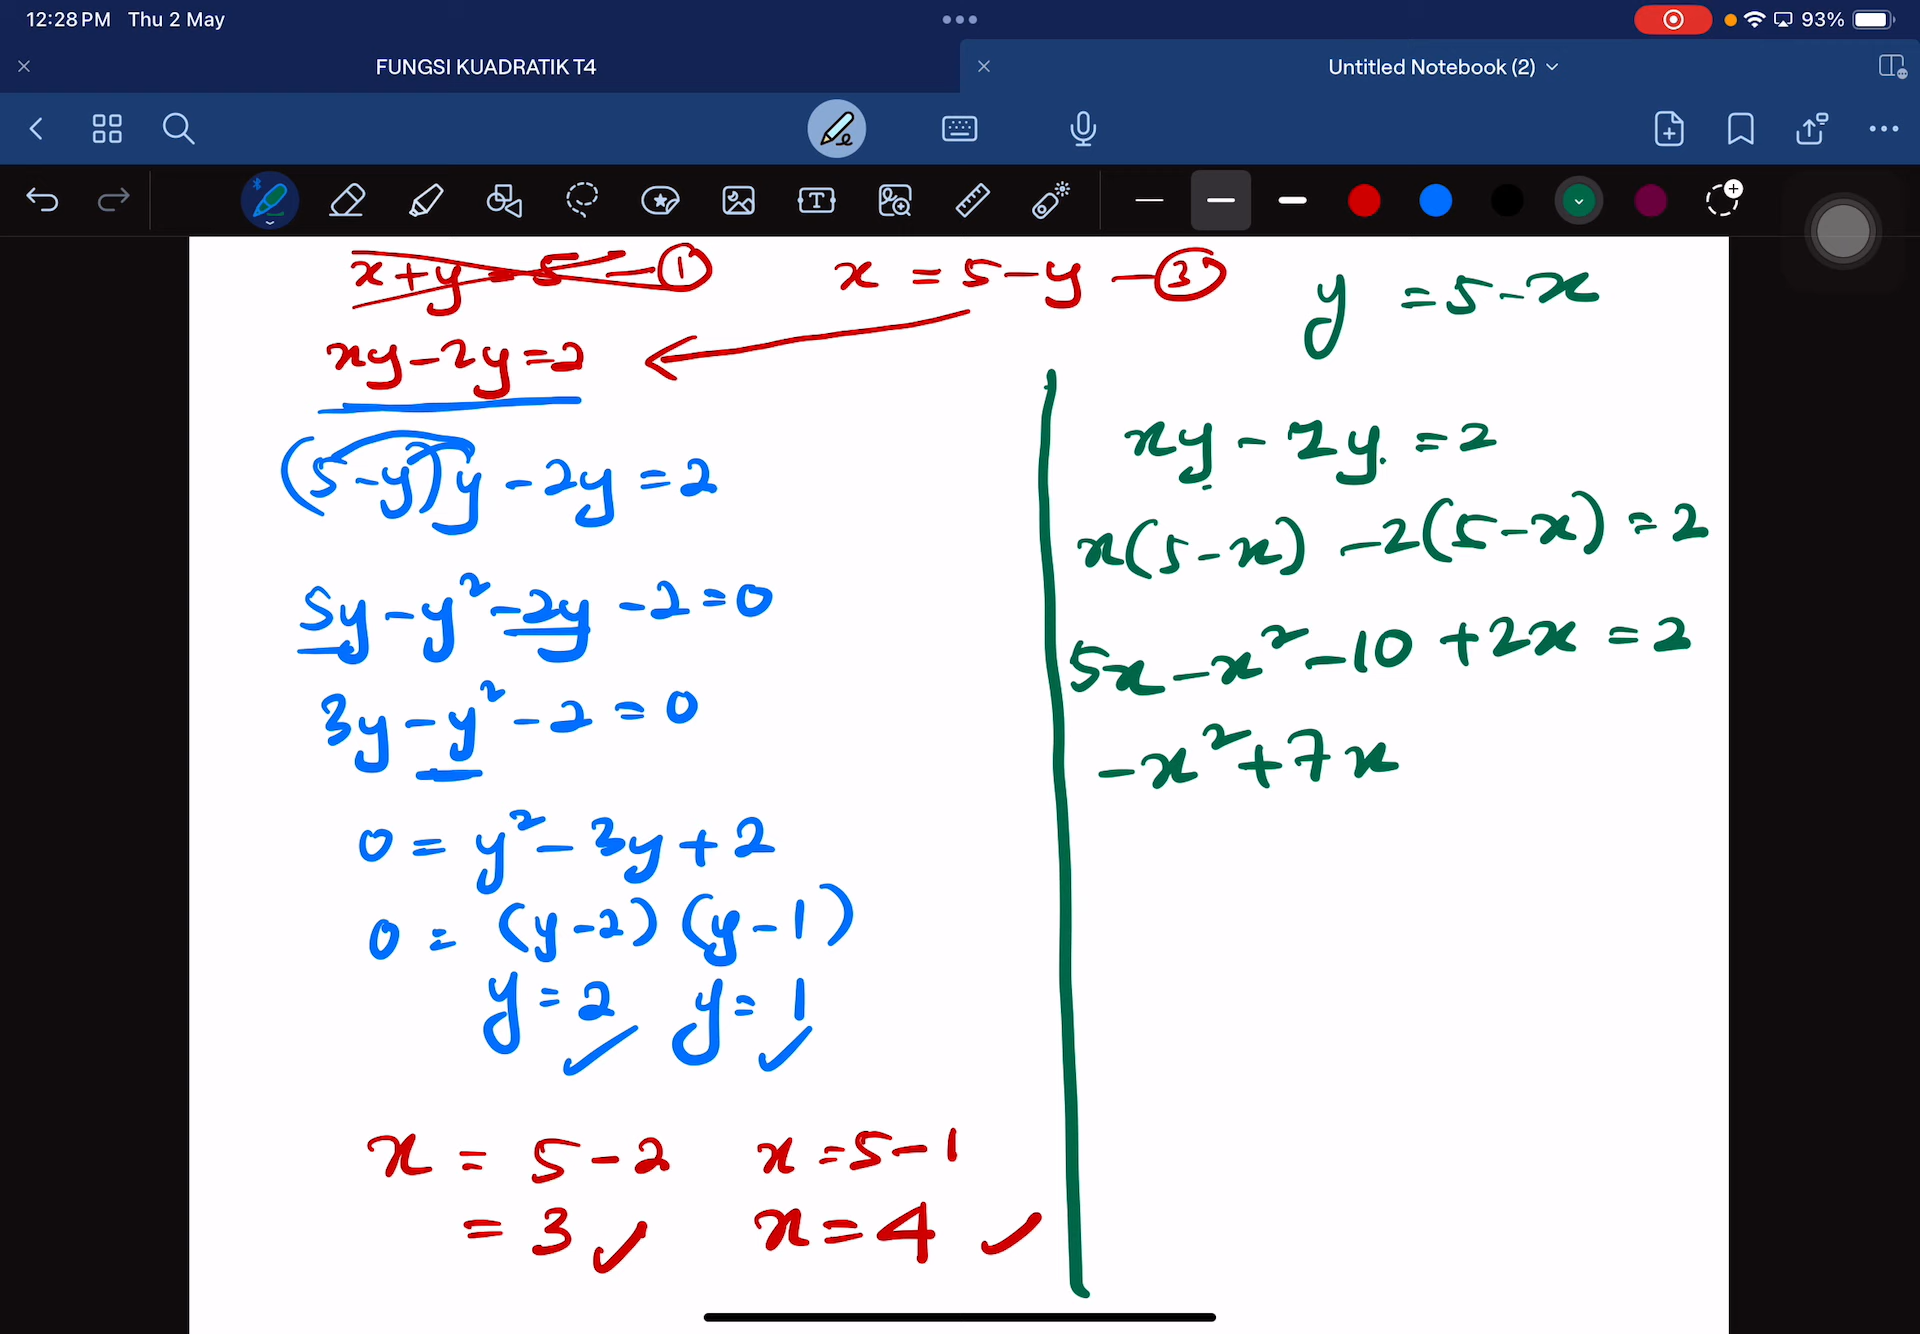 12:28 PM Thu 2 May
93%
FUNGSI KUADRATIK T4
Untitled Notebook (2)
x+y=5 —①
x = 5-y —③
xy-2y=2
(5-y)y - 2y = 2
5y - y² - 2y - 2 = 0
3y - y² - 2 = 0
0 = y² - 3y + 2
0 = (y-2) (y-1)
y = 2 y = 1
x = 5 - 2 x = 5 - 1
= 3 x = 4
y = 5 - x
xy - 2y = 2
x(5-x) - 2(5-x) = 2
5x - x² - 10 + 2x = 2
-x² + 7x